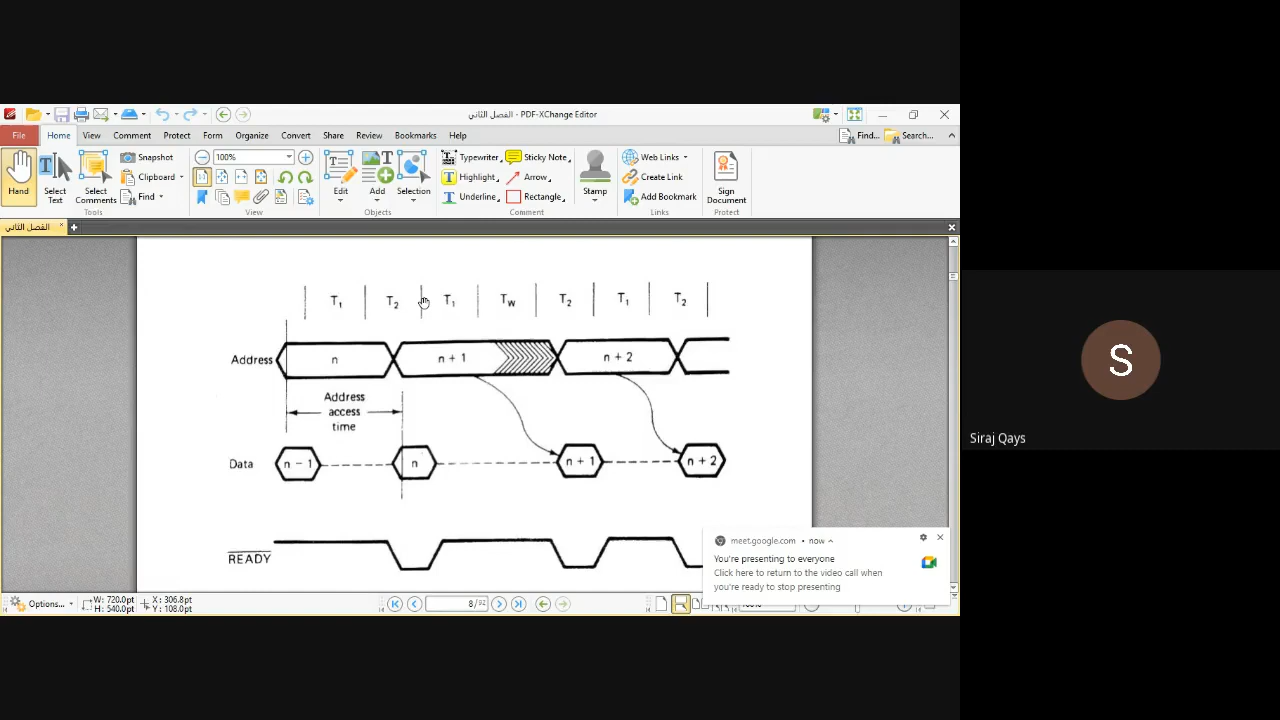 الفصل الثاني - PDF-XChange Editor
File Home View Comment Protect Form Organize Convert Share Review Bookmarks Help Find... Search...
Hand
Select Text
Select Comments
Snapshot
Clipboard
Find
Tools
100%
View
Edit
Add
Selection
Objects
Typewriter
Sticky Note
Highlight
Arrow
Underline
Rectangle
Comment
Stamp
Web Links
Create Link
Add Bookmark
Links
Sign Document
Protect
الفصل الثاني
T1 T2 T1 TW T2 T1 T2
Address n n + 1 n + 2
Address
access
time
Data n − 1 n n + 1 n + 2
READY
meet.google.com • now
You're presenting to everyone
Click here to return to the video call when
you're ready to stop presenting
Options...
W: 720.0pt
H: 540.0pt
X: 306.8pt
Y: 108.0pt
8 /92
S
Siraj Qays